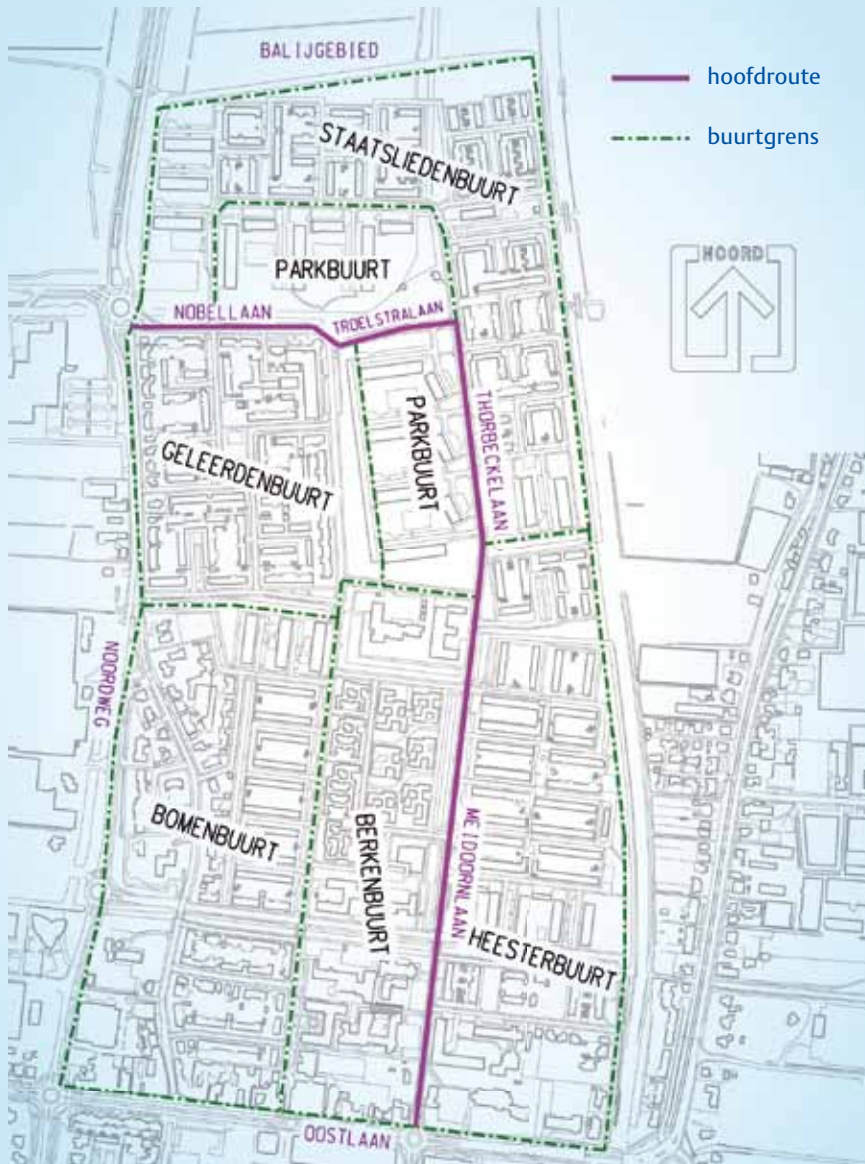 BALIJGEBIED
hoofdroute
buurtgrens
STAATSLIEDENBUURT
NOORD
PARKBUURT
NOBELLAAN
TROELSTRALAAN
THORBECKELAAN
PARKBUURT
GELEERDENBUURT
NOORDWEG
BOMENBUURT
BERKENBUURT
MEIDOORNLAAN
HEESTERBUURT
OOSTLAAN